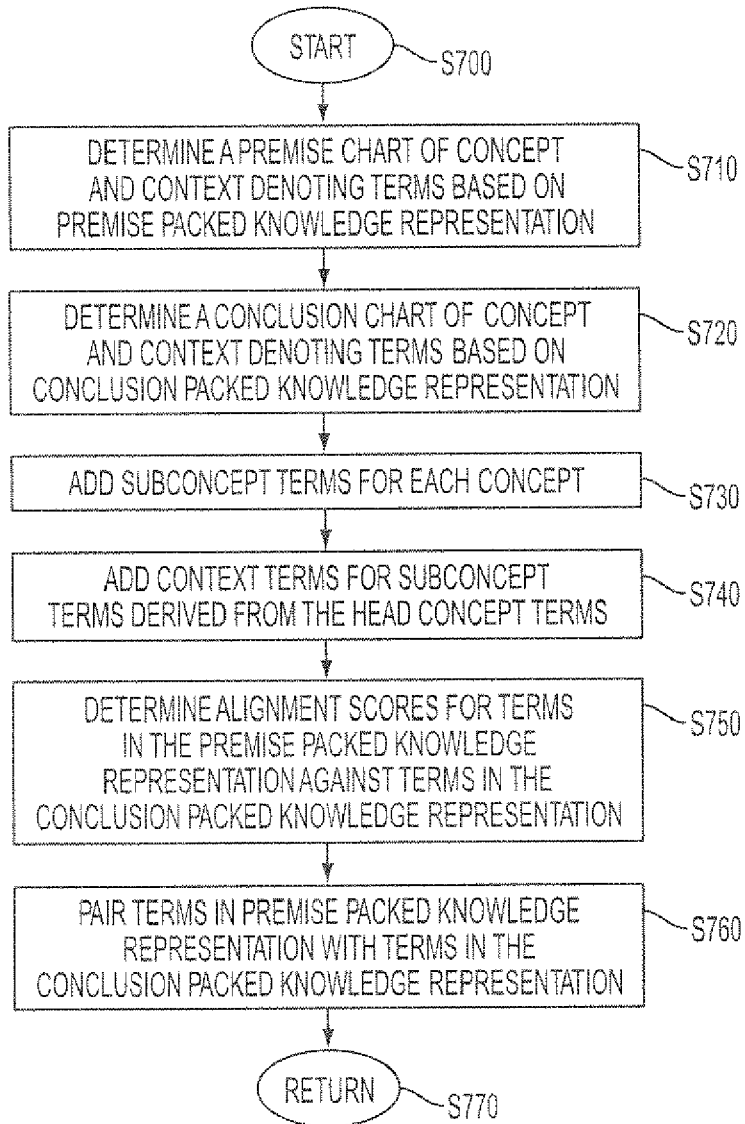 START
S700
DETERMINE A PREMISE CHART OF CONCEPT
AND CONTEXT DENOTING TERMS BASED ON
PREMISE PACKED KNOWLEDGE REPRESENTATION
S710
DETERMINE A CONCLUSION CHART OF CONCEPT
AND CONTEXT DENOTING TERMS BASED ON
CONCLUSION PACKED KNOWLEDGE REPRESENTATION
S720
ADD SUBCONCEPT TERMS FOR EACH CONCEPT
S730
ADD CONTEXT TERMS FOR SUBCONCEPT
TERMS DERIVED FROM THE HEAD CONCEPT TERMS
S740
DETERMINE ALIGNMENT SCORES FOR TERMS
IN THE PREMISE PACKED KNOWLEDGE
REPRESENTATION AGAINST TERMS IN THE
CONCLUSION PACKED KNOWLEDGE REPRESENTATION
S750
PAIR TERMS IN PREMISE PACKED KNOWLEDGE
REPRESENTATION WITH TERMS IN THE
CONCLUSION PACKED KNOWLEDGE REPRESENTATION
S760
RETURN
S770